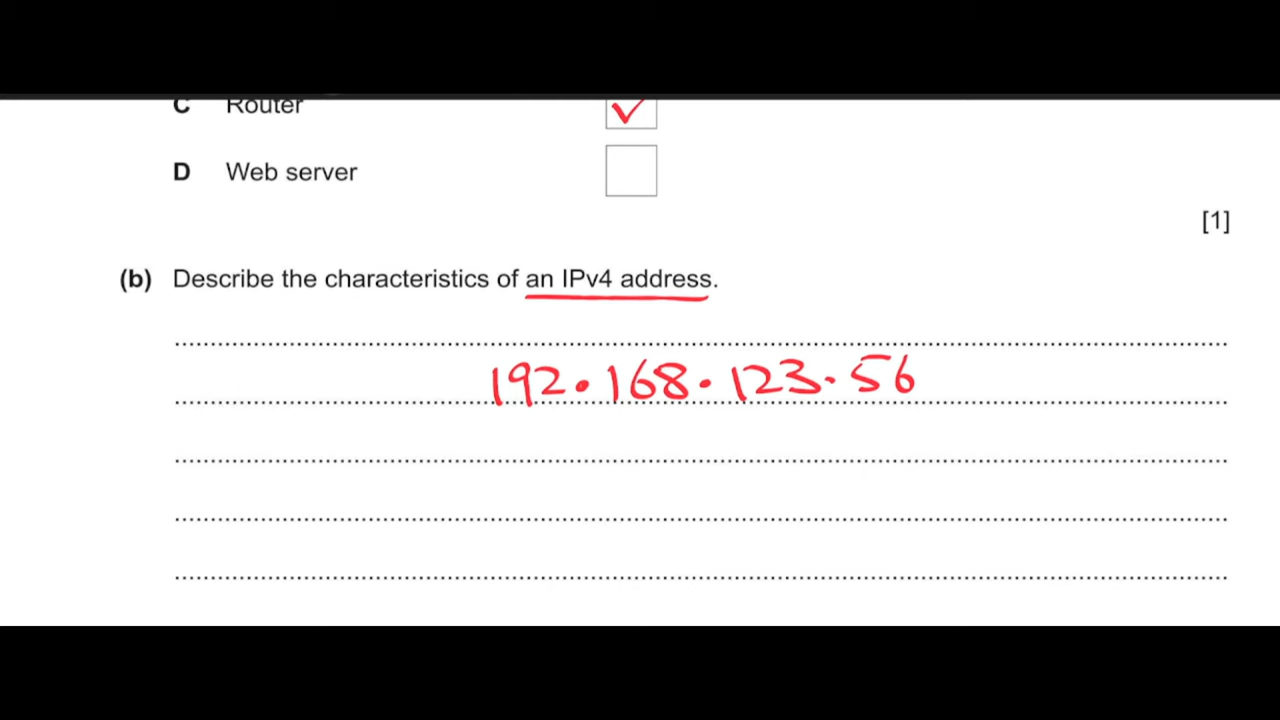 C Router
D Web server
[1]
(b) Describe the characteristics of an IPv4 address.
192.168.123.56